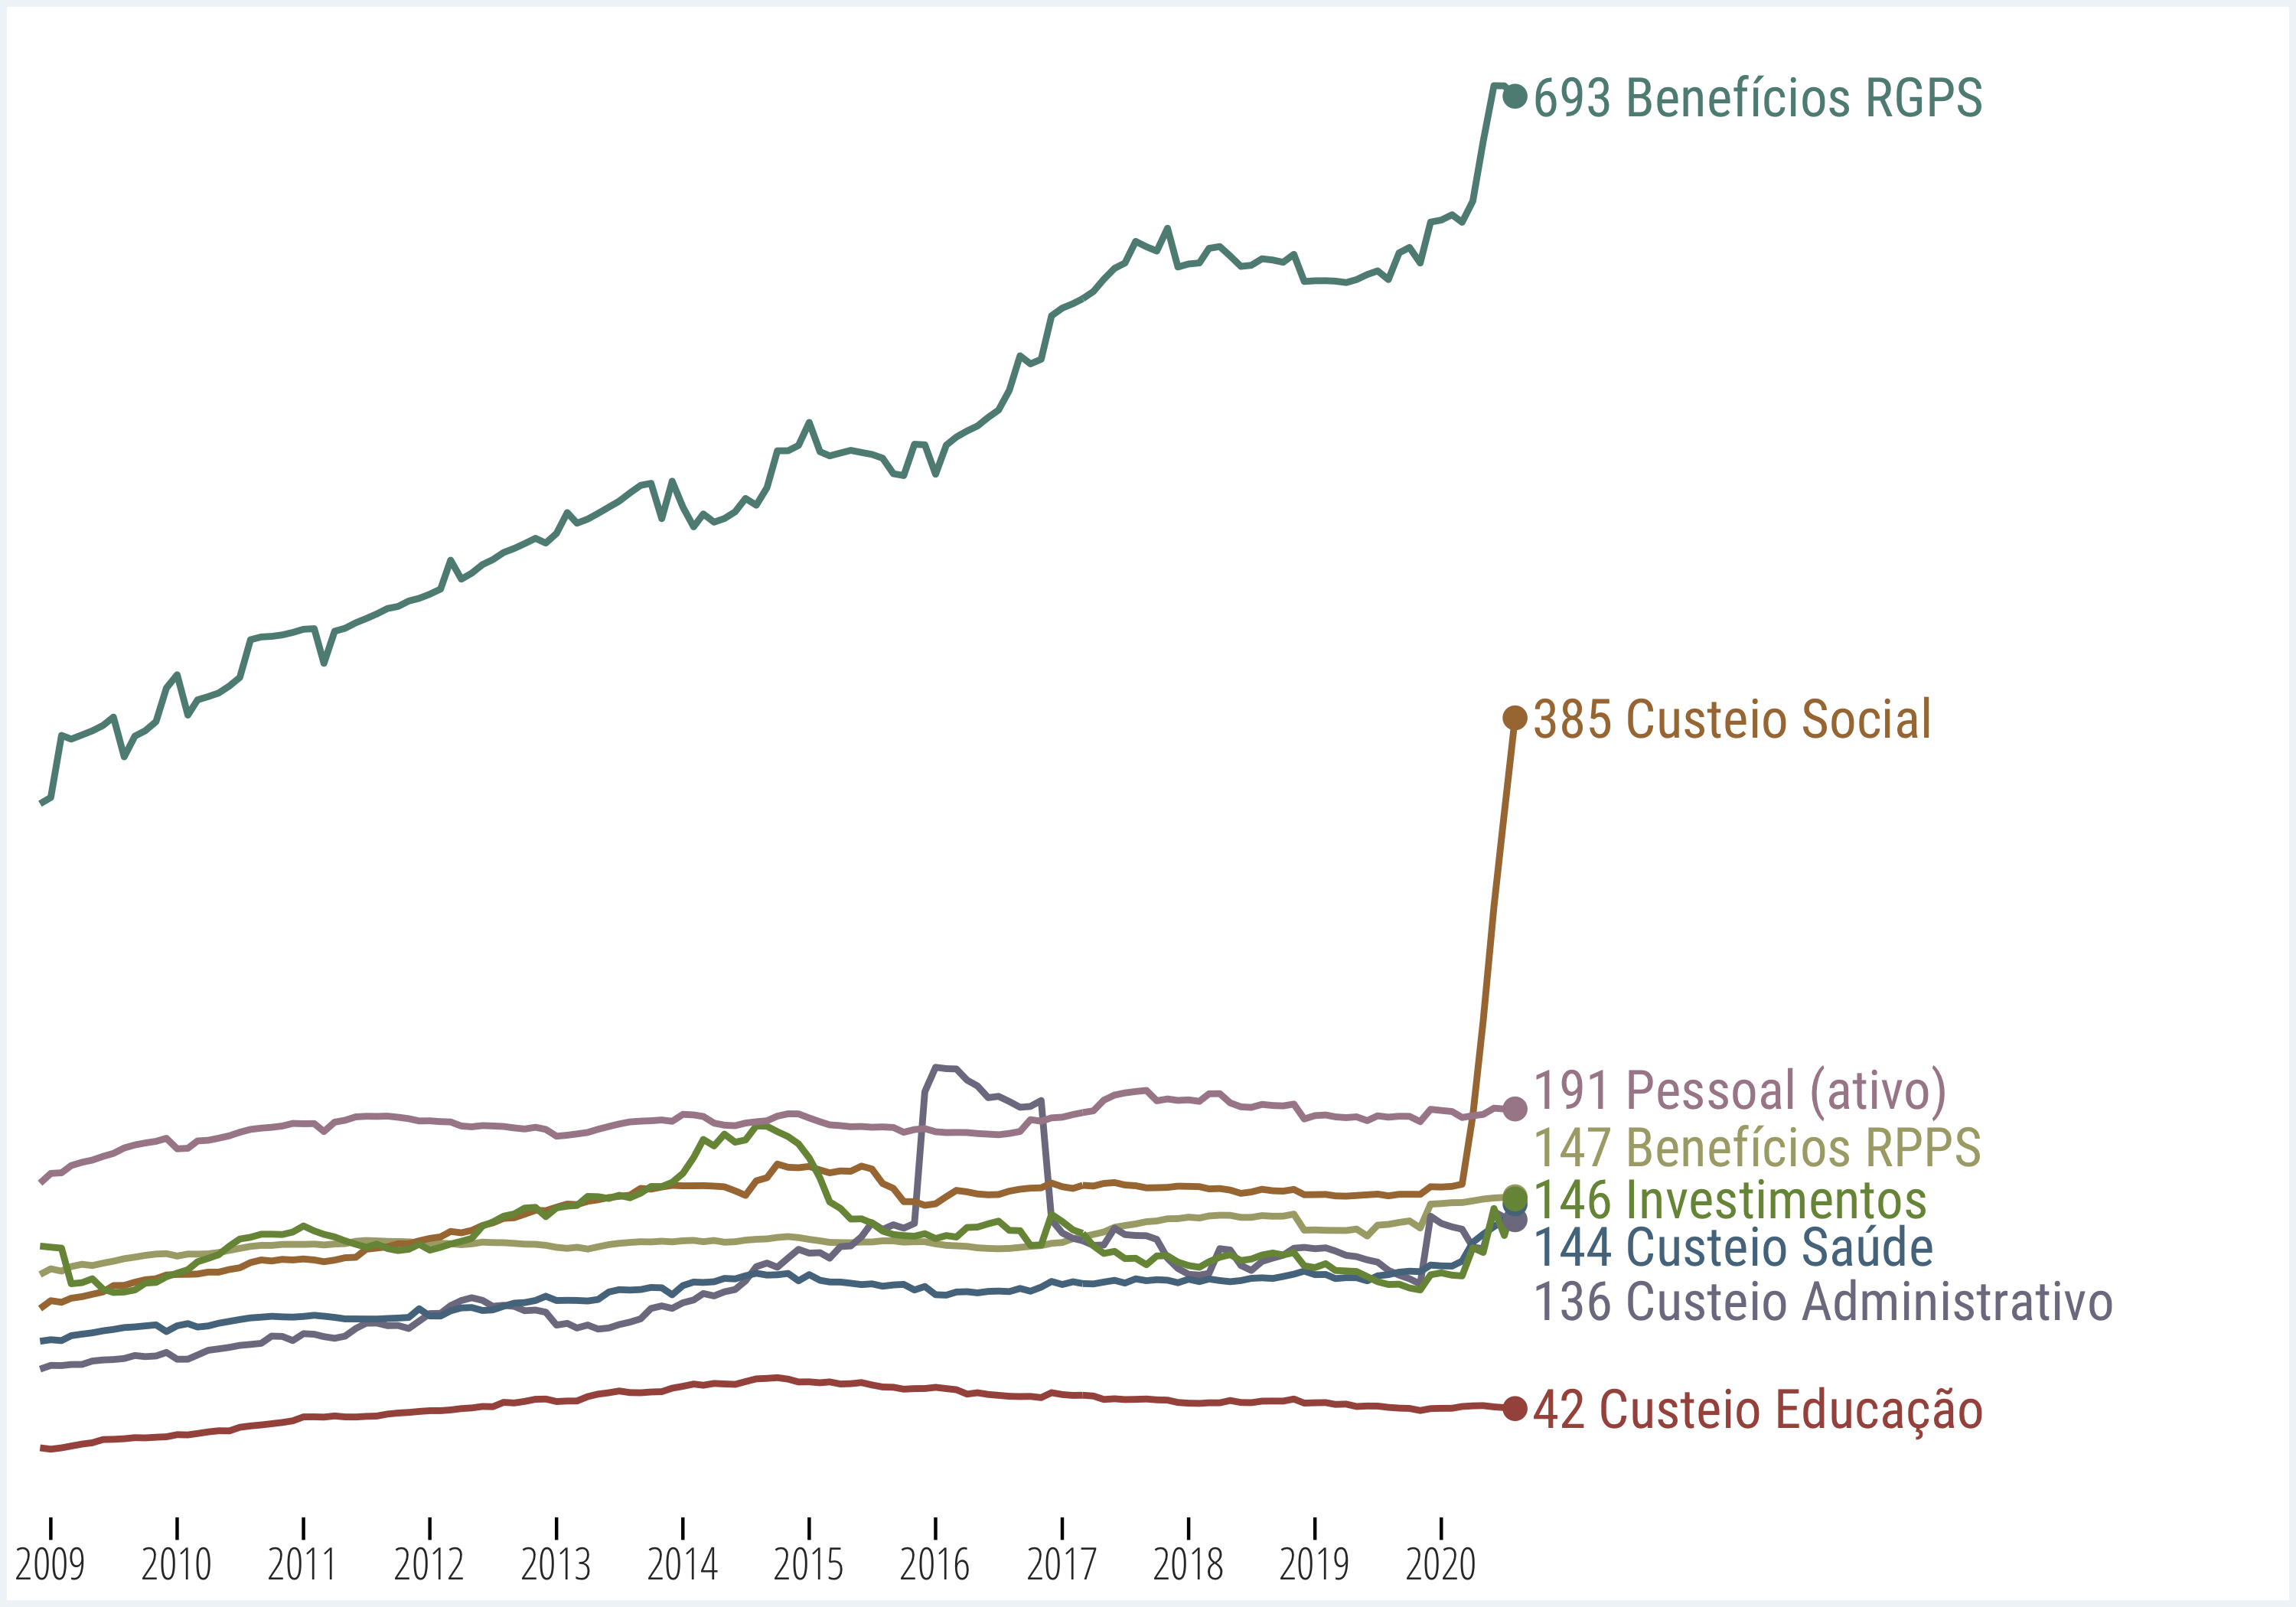 693 Benefícios RGPS
385 Custeio Social
191 Pessoal (ativo)
147 Benefícios RPPS
146 Investimentos
144 Custeio Saúde
136 Custeio Administrativo
42 Custeio Educação
2009 2010 2011 2012 2013 2014 2015 2016 2017 2018 2019 2020